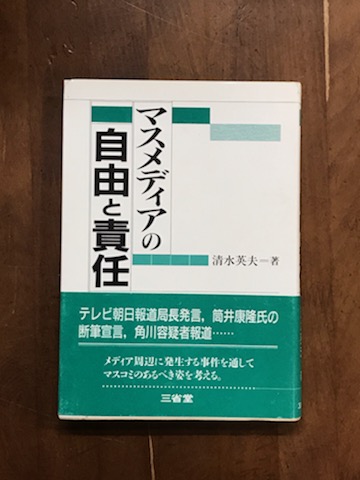 マスメディアの
自由と責任
清水英夫=著
テレビ朝日報道局長発言，筒井康隆氏の
断筆宣言，角川容疑者報道……
メディア周辺に発生する事件を通して
マスコミのあるべき姿を考える。
三省堂